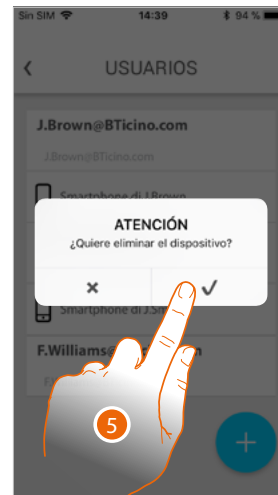 Sin SIM 14:39 94 %
USUARIOS
J.Brown@BTicino.com
J.Brown@BTicino.com
Smartphone di J.Brown
ATENCIÓN
¿Quiere eliminar el dispositivo?
Smartphone di J.Sm
F.Williams@
5